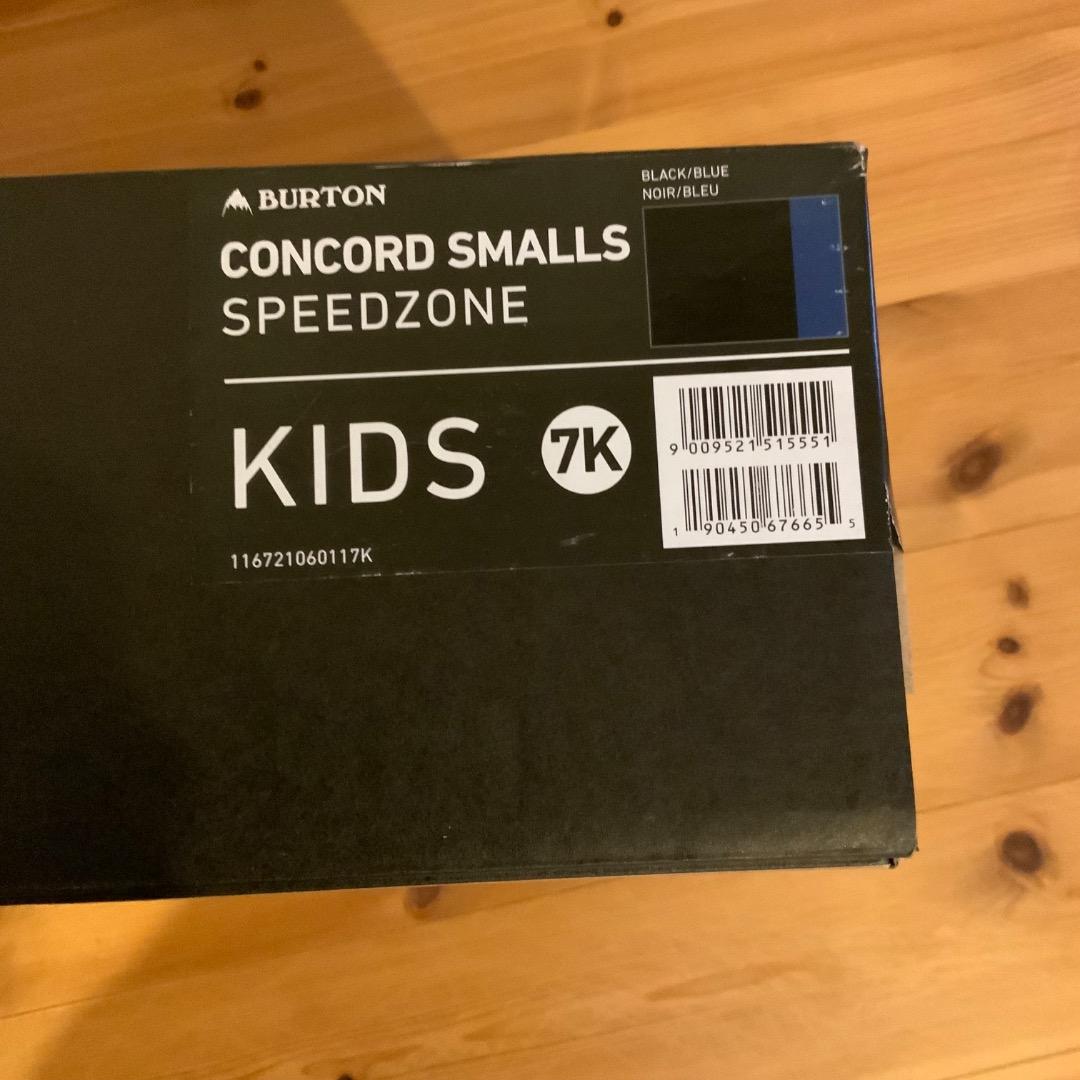 BURTON
CONCORD SMALLS
SPEEDZONE
BLACK/BLUE
NOIR/BLEU
KIDS
7K
9 009521 515551
1 90450 67665 5
116721060117K